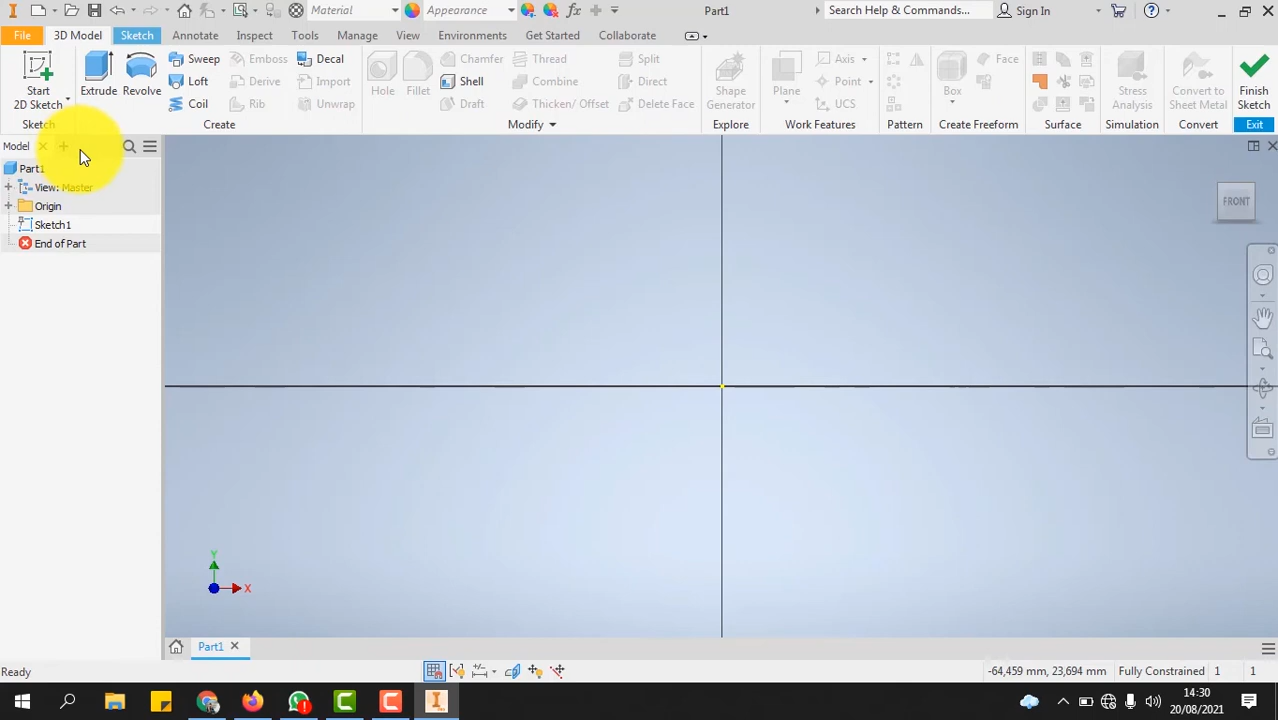 Material
Appearance
fx
Part1
Search Help & Commands...
Sign In
File
3D Model
Sketch
Annotate
Inspect
Tools
Manage
View
Environments
Get Started
Collaborate
Start
2D Sketch
Extrude
Revolve
Sweep
Emboss
Decal
Loft
Derive
Import
Coil
Rib
Unwrap
Hole
Fillet
Chamfer
Thread
Split
Shell
Combine
Direct
Draft
Thicken/ Offset
Delete Face
Shape
Generator
Plane
Axis
Point
UCS
Box
Face
Convert
Stress
Analysis
Convert to
Sheet Metal
Finish
Sketch
Sketch
Create
Modify
Explore
Work Features
Pattern
Create Freeform
Surface
Simulation
Convert
Exit
Model
Part1
View: Master
Origin
Sketch1
End of Part
FRONT
Y
X
Part1
Ready
-64,459 mm, 23,694 mm
Fully Constrained
1
1
14:30
20/08/2021